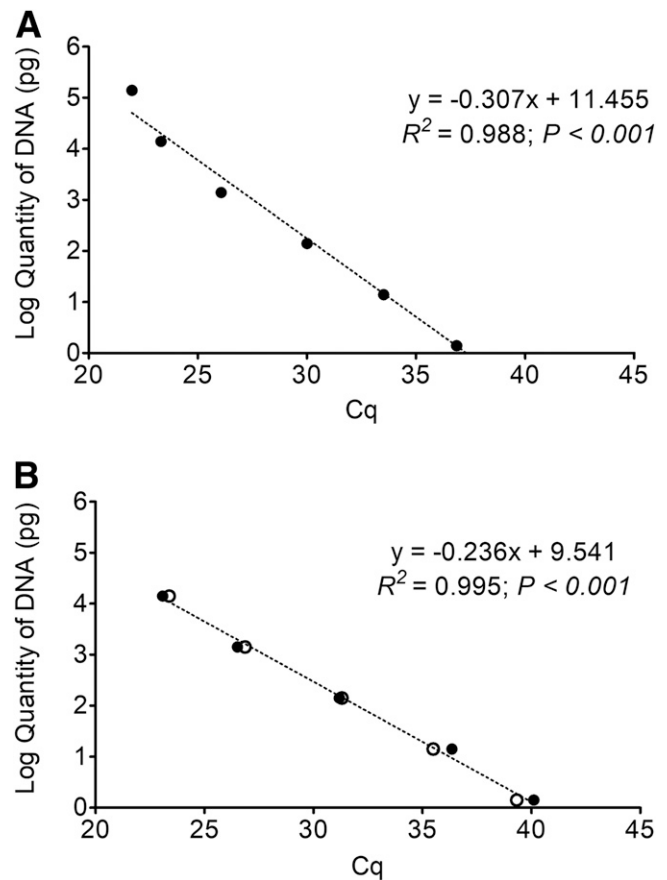 A
6
5
4
3
2
1
0
Log Quantity of DNA (pg)
y = -0.307x + 11.455
R² = 0.988; P < 0.001
20 25 30 35 40 45
Cq
B
6
5
4
3
2
1
0
Log Quantity of DNA (pg)
y = -0.236x + 9.541
R² = 0.995; P < 0.001
20 25 30 35 40 45
Cq